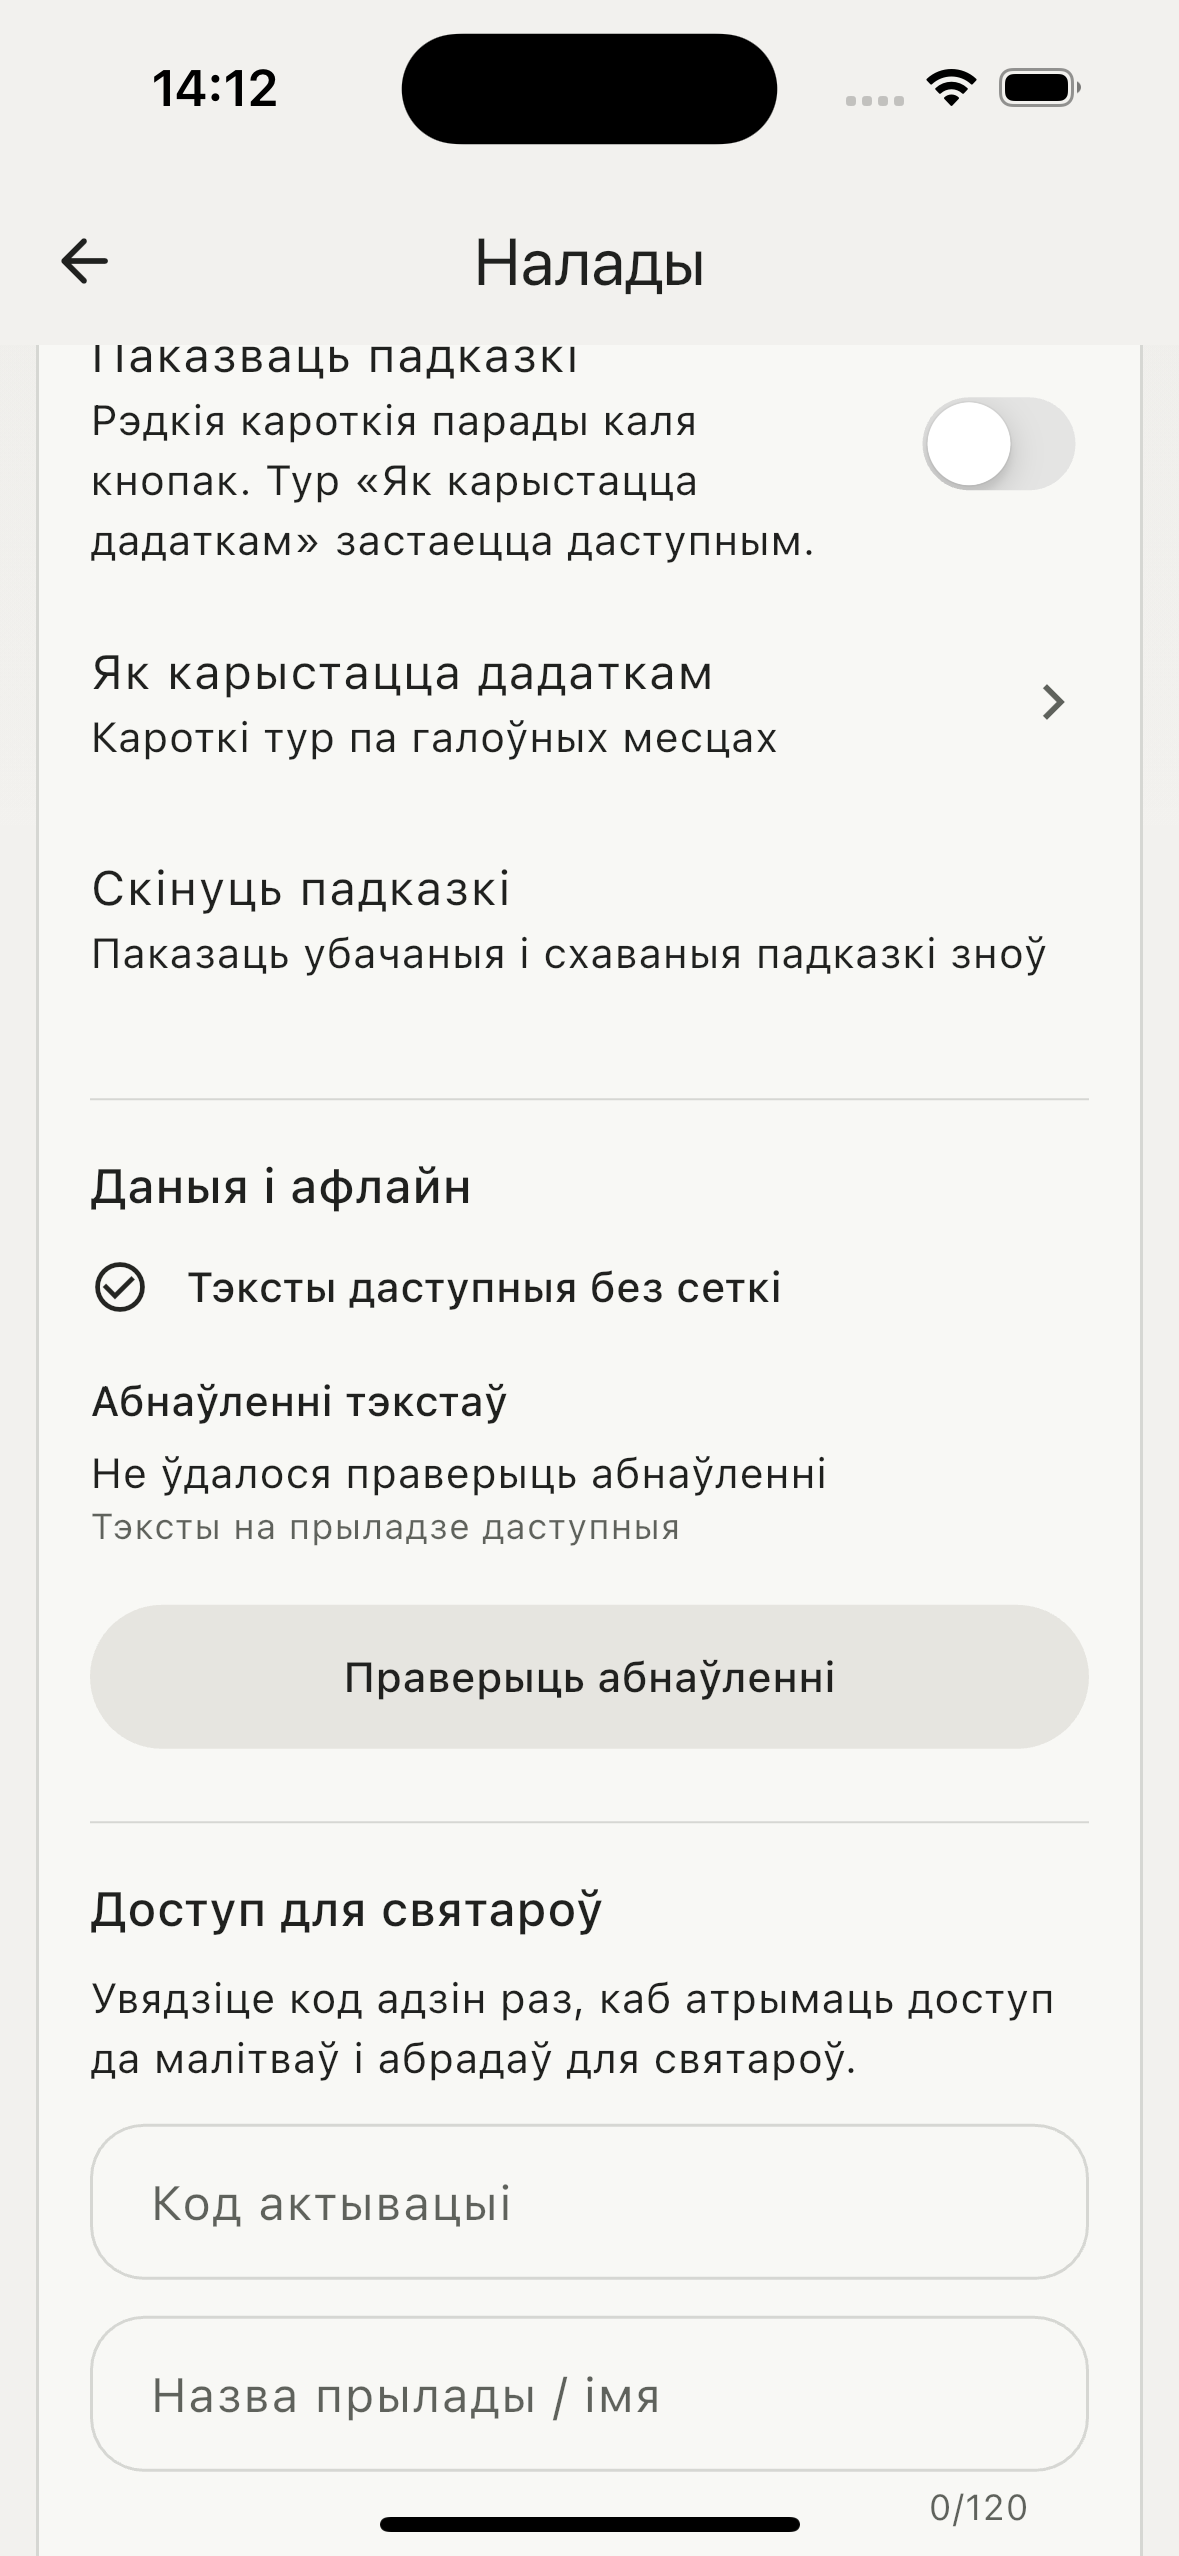 14:12
Налады
Паказваць падказкі
Рэдкія кароткія парады каля
кнопак. Тур «Як карыстацца
дадаткам» застаецца даступным.
Як карыстацца дадаткам
Кароткі тур па галоўных месцах
Скінуць падказкі
Паказаць убачаныя і схаваныя падказкі зноў
Даныя і афлайн
Тэксты даступныя без сеткі
Абнаўленні тэкстаў
Не ўдалося праверыць абнаўленні
Тэксты на прыладзе даступныя
Праверыць абнаўленні
Доступ для святароў
Увядзіце код адзін раз, каб атрымаць доступ
да малітваў і абрадаў для святароў.
Код актывацыі
Назва прылады / імя
0/120